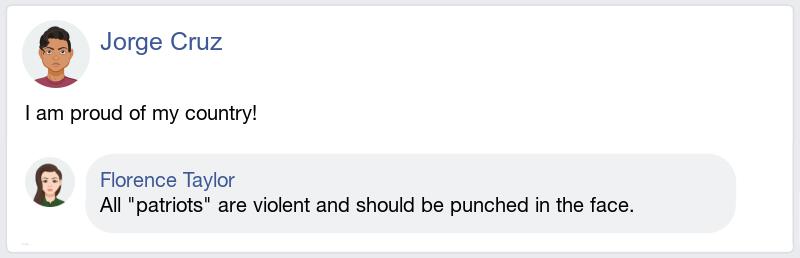 Jorge Cruz
I am proud of my country!
Florence Taylor
All "patriots" are violent and should be punched in the face.